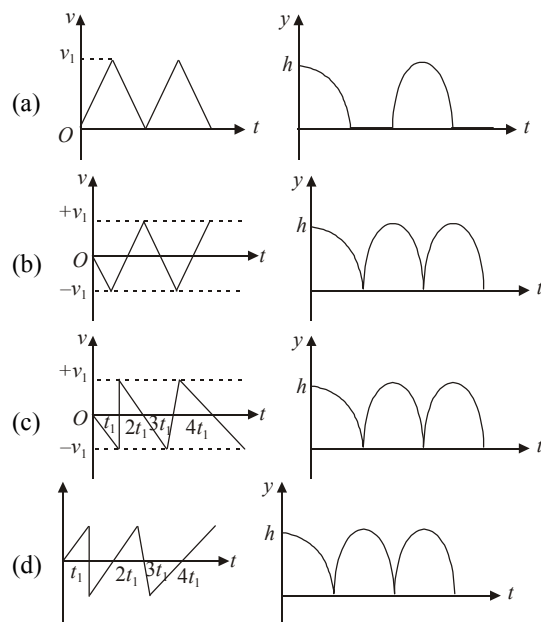 v y
v1 h
(a)
O t t
v y
+v1 h
(b)
O t
–v1 t
v y
+v1 h
(c)
O t1 2t1 3t1 4t1 t
–v1 t
y
h
(d)
t1 2t1 3t1 4t1 t
t